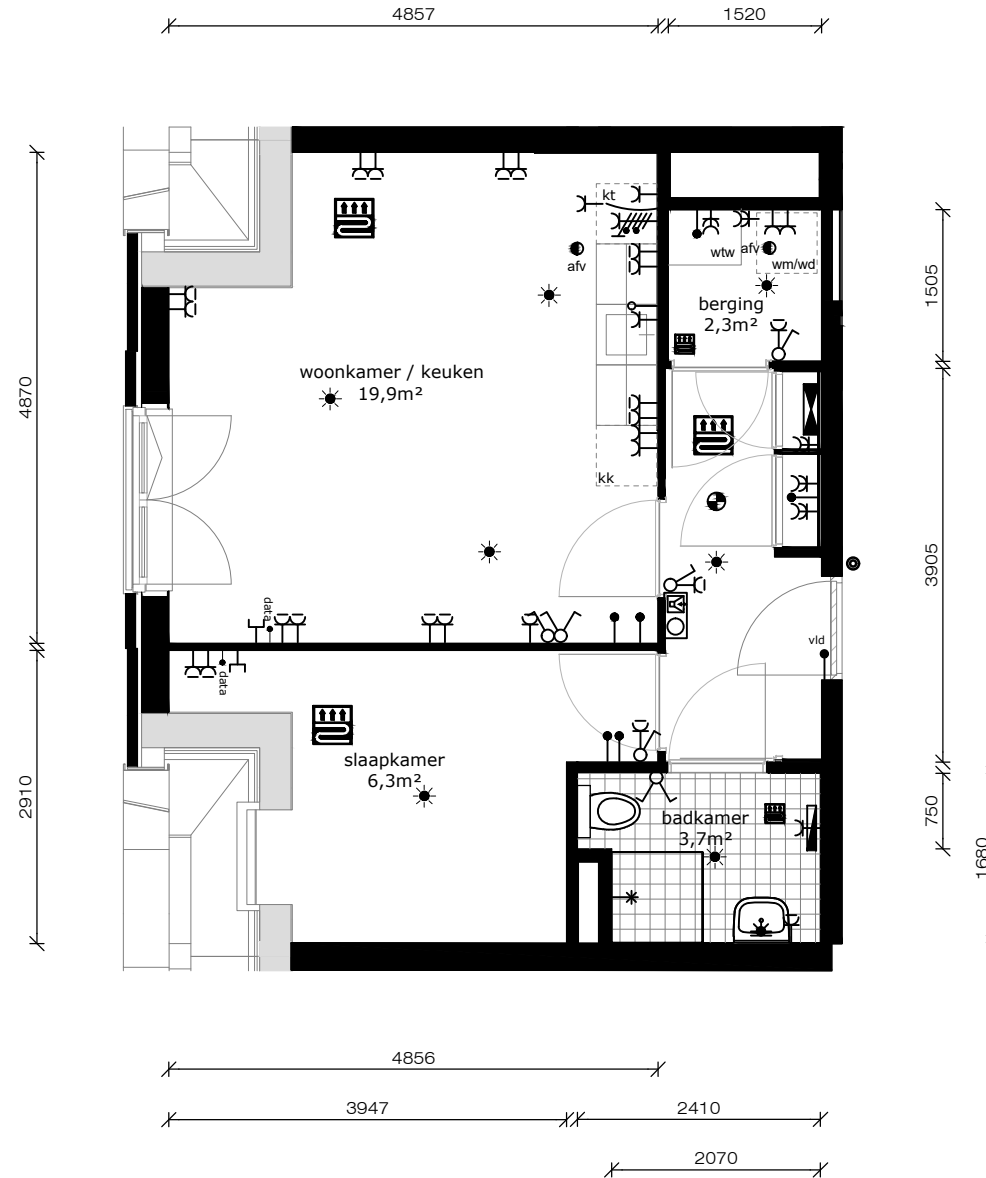 4857
1520
kt
afv
wtw
afv
wm/wd
berging
2,3m²
1505
woonkamer / keuken
19,9m²
4870
kk
3905
data
vld
data
slaapkamer
6,3m²
badkamer
3,7m²
2910
750
1680
4856
3947
2410
2070